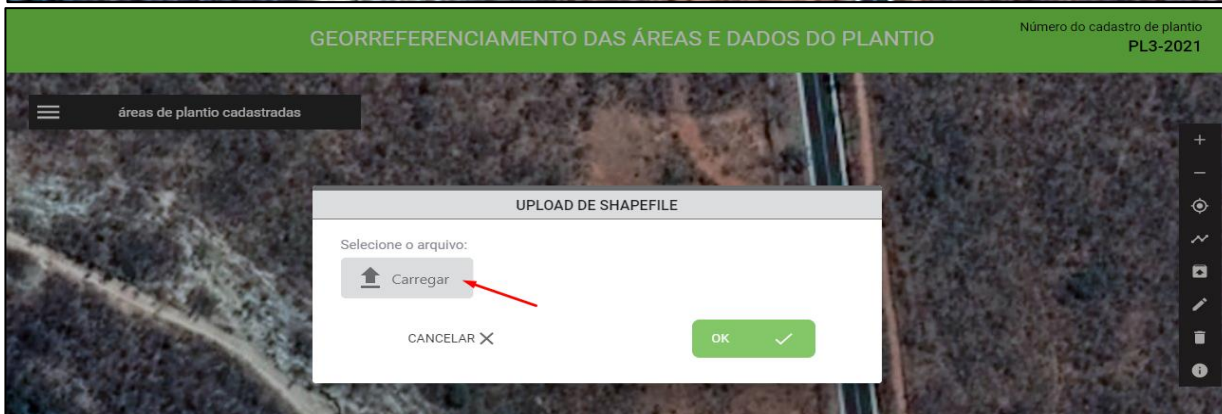 GEORREFERENCIAMENTO DAS ÁREAS E DADOS DO PLANTIO
Número do cadastro de plantio
PL3-2021
áreas de plantio cadastradas
UPLOAD DE SHAPEFILE
Selecione o arquivo:
Carregar
CANCELAR
OK